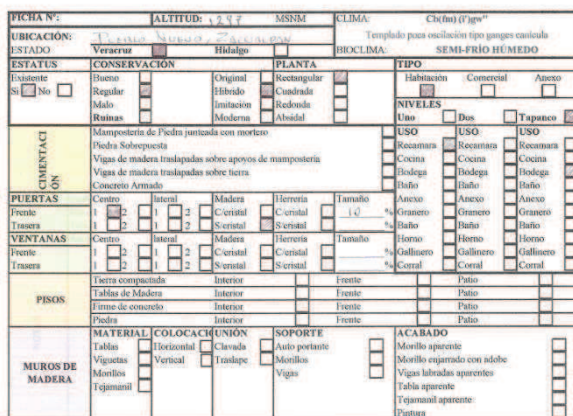 FICHA Nº: ALTITUD: 1,287 MSNM CLIMA: Cb(fm) (i')gw"
UBICACIÓN: Pueblo Nuevo, Zacualpan Templado poca oscilación tipo ganges canícula
ESTADO Veracruz Hidalgo BIOCLIMA: SEMI-FRÍO HÚMEDO
ESTATUS CONSERVACIÓN PLANTA TIPO
Existente Bueno Original Rectangular Habitación Comercial Anexo
Si No Regular Híbrido Cuadrada
Malo Imitación Redonda NIVELES
Ruinas Moderna Absidal Uno Dos Tapanco
CIMENTACIÓN
Mampostería de Piedra junteada con mortero USO USO USO
Piedra Sobrepuesta Recamara Recamara Recamara
Vigas de madera traslapadas sobre apoyos de mampostería Cocina Cocina Cocina
Vigas de madera traslapadas sobre tierra Bodega Bodega Bodega
Concreto Armado Baño Baño Baño
PUERTAS Centro lateral Madera Herrería Tamaño Anexo Anexo Anexo
Frente 1 2 1 2 C/cristal C/cristal 10 % Granero Granero Granero
Trasera 1 2 1 2 S/cristal S/cristal % Baño Baño Baño
VENTANAS Centro lateral Madera Herrería Tamaño Horno Horno Horno
Frente 1 2 1 2 C/cristal C/cristal % Gallinero Gallinero Gallinero
Trasera 1 2 1 2 S/cristal S/cristal % Corral Corral Corral
PISOS
Tierra compactada Interior Frente Patio
Tablas de Madera Interior Frente Patio
Firme de concreto Interior Frente Patio
Piedra Interior Frente Patio
MUROS DE MADERA
MATERIAL COLOCACIÓN UNIÓN SOPORTE ACABADO
Tablas Horizontal Clavada Auto portante Morillo aparente
Viguetas Vertical Traslape Morillos Morillo enjarrado con adobe
Morillos Vigas Vigas labradas aparentes
Tejamanil Tabla aparente
Tejamanil aparente
Pintura